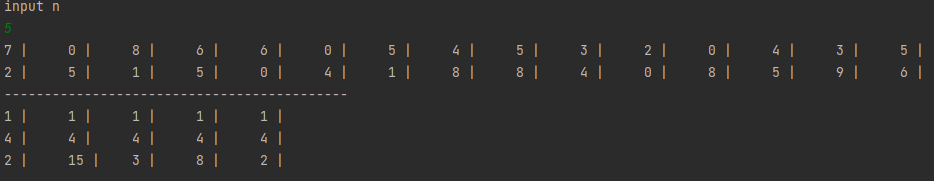 input n
5
7 | 0 | 8 | 6 | 6 | 0 | 5 | 4 | 5 | 3 | 2 | 0 | 4 | 3 | 5 |
2 | 5 | 1 | 5 | 0 | 4 | 1 | 8 | 8 | 4 | 0 | 8 | 5 | 9 | 6 |
-------------------------------------------
1 | 1 | 1 | 1 | 1 |
4 | 4 | 4 | 4 | 4 |
2 | 15 | 3 | 8 | 2 |